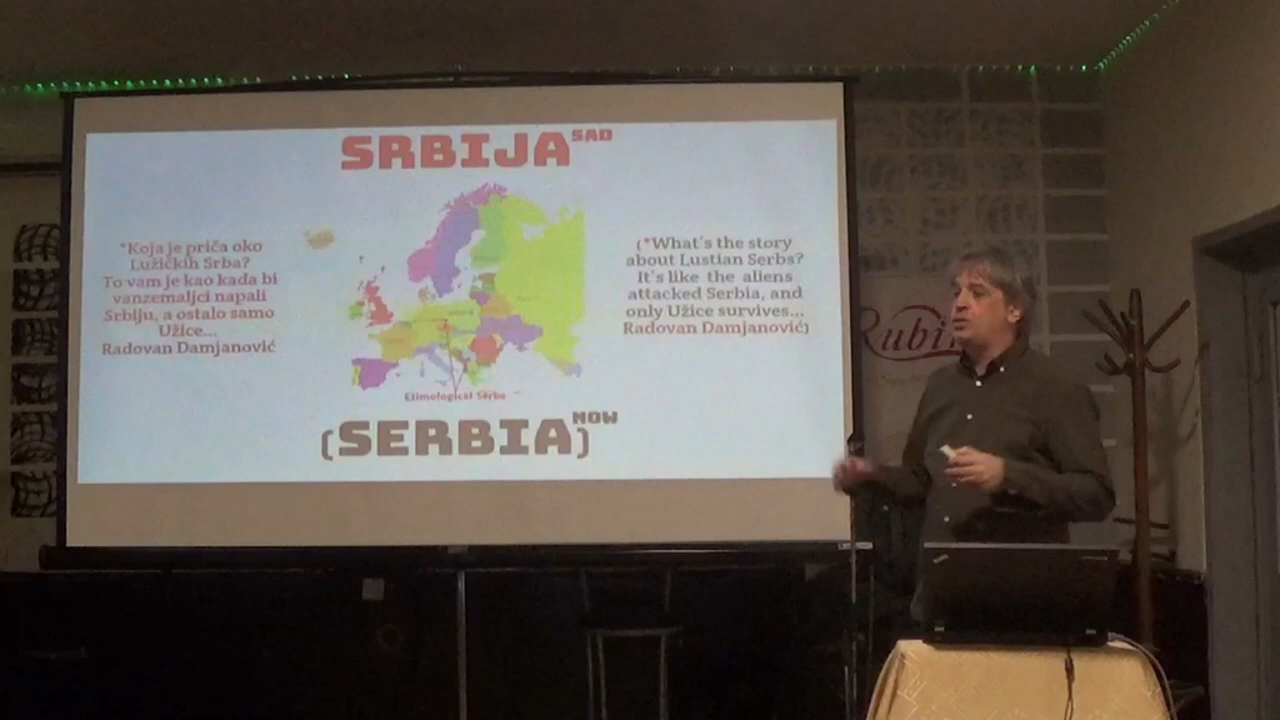 SRBIJA SAD
"Koja je priča oko
Lužičkih Srba?
To vam je kao kada bi
vanzemaljci napali
Srbiju, a ostalo samo
Užice...
Radovan Damjanović
("What's the story
about Lustian Serbs?
It's like the aliens
attacked Serbia, and
only Užice survives...
Radovan Damjanović)
Etimological Serbs
(SERBIA) NOW
Rubi